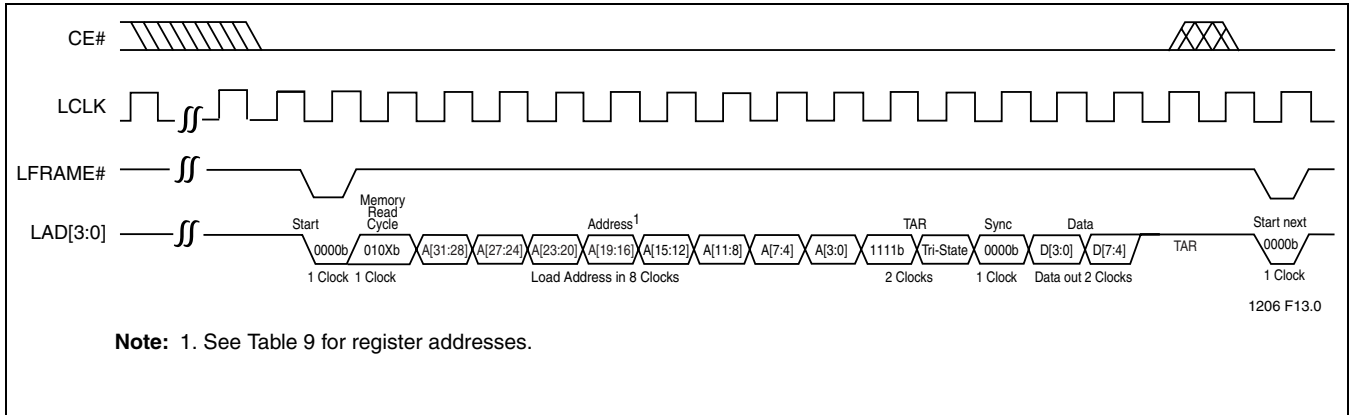 CE#
LCLK
LFRAME#
LAD[3:0]
Start
Memory
Read
Cycle
Address1
TAR
Sync
Data
Start next
0000b
010Xb
A[31:28]
A[27:24]
A[23:20]
A[19:16]
A[15:12]
A[11:8]
A[7:4]
A[3:0]
1111b
Tri-State
0000b
D[3:0]
D[7:4]
TAR
0000b
1 Clock
1 Clock
Load Address in 8 Clocks
2 Clocks
1 Clock
Data out 2 Clocks
1 Clock
1206 F13.0
Note: 1. See Table 9 for register addresses.